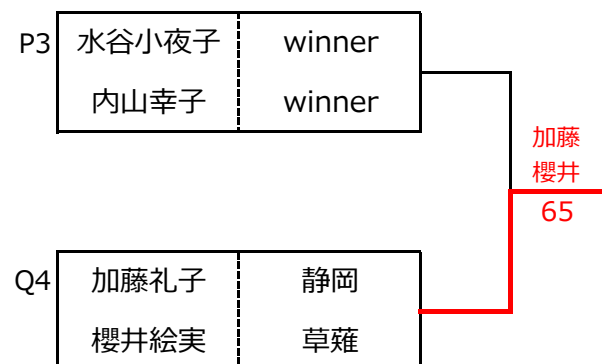 P3 水谷小夜子 winner
内山幸子 winner
加藤
櫻井
65
Q4 加藤礼子 静岡
櫻井絵実 草薙